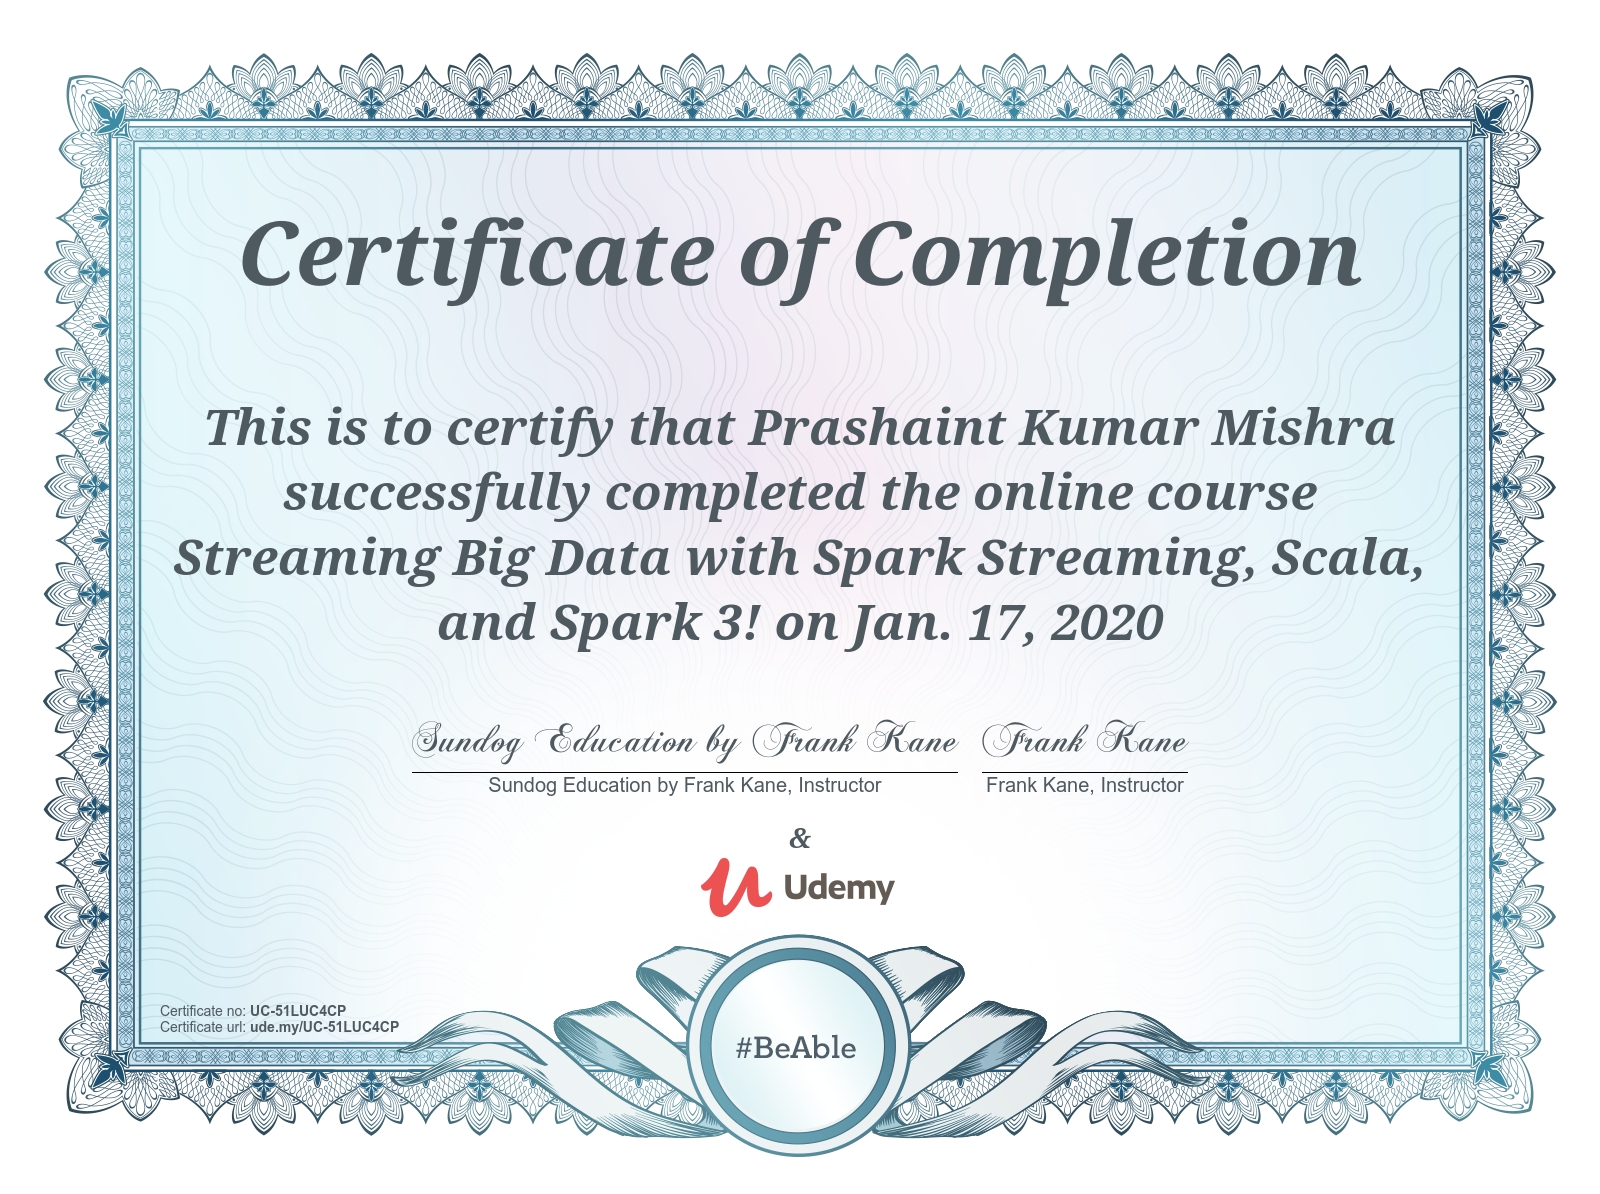 Certificate of Completion
This is to certify that Prashaint Kumar Mishra
successfully completed the online course
Streaming Big Data with Spark Streaming, Scala,
and Spark 3! on Jan. 17, 2020
Sundog Education by Frank Kane Frank Kane
Sundog Education by Frank Kane, Instructor Frank Kane, Instructor
&
Udemy
Certificate no: UC-51LUC4CP
Certificate url: ude.my/UC-51LUC4CP
#BeAble